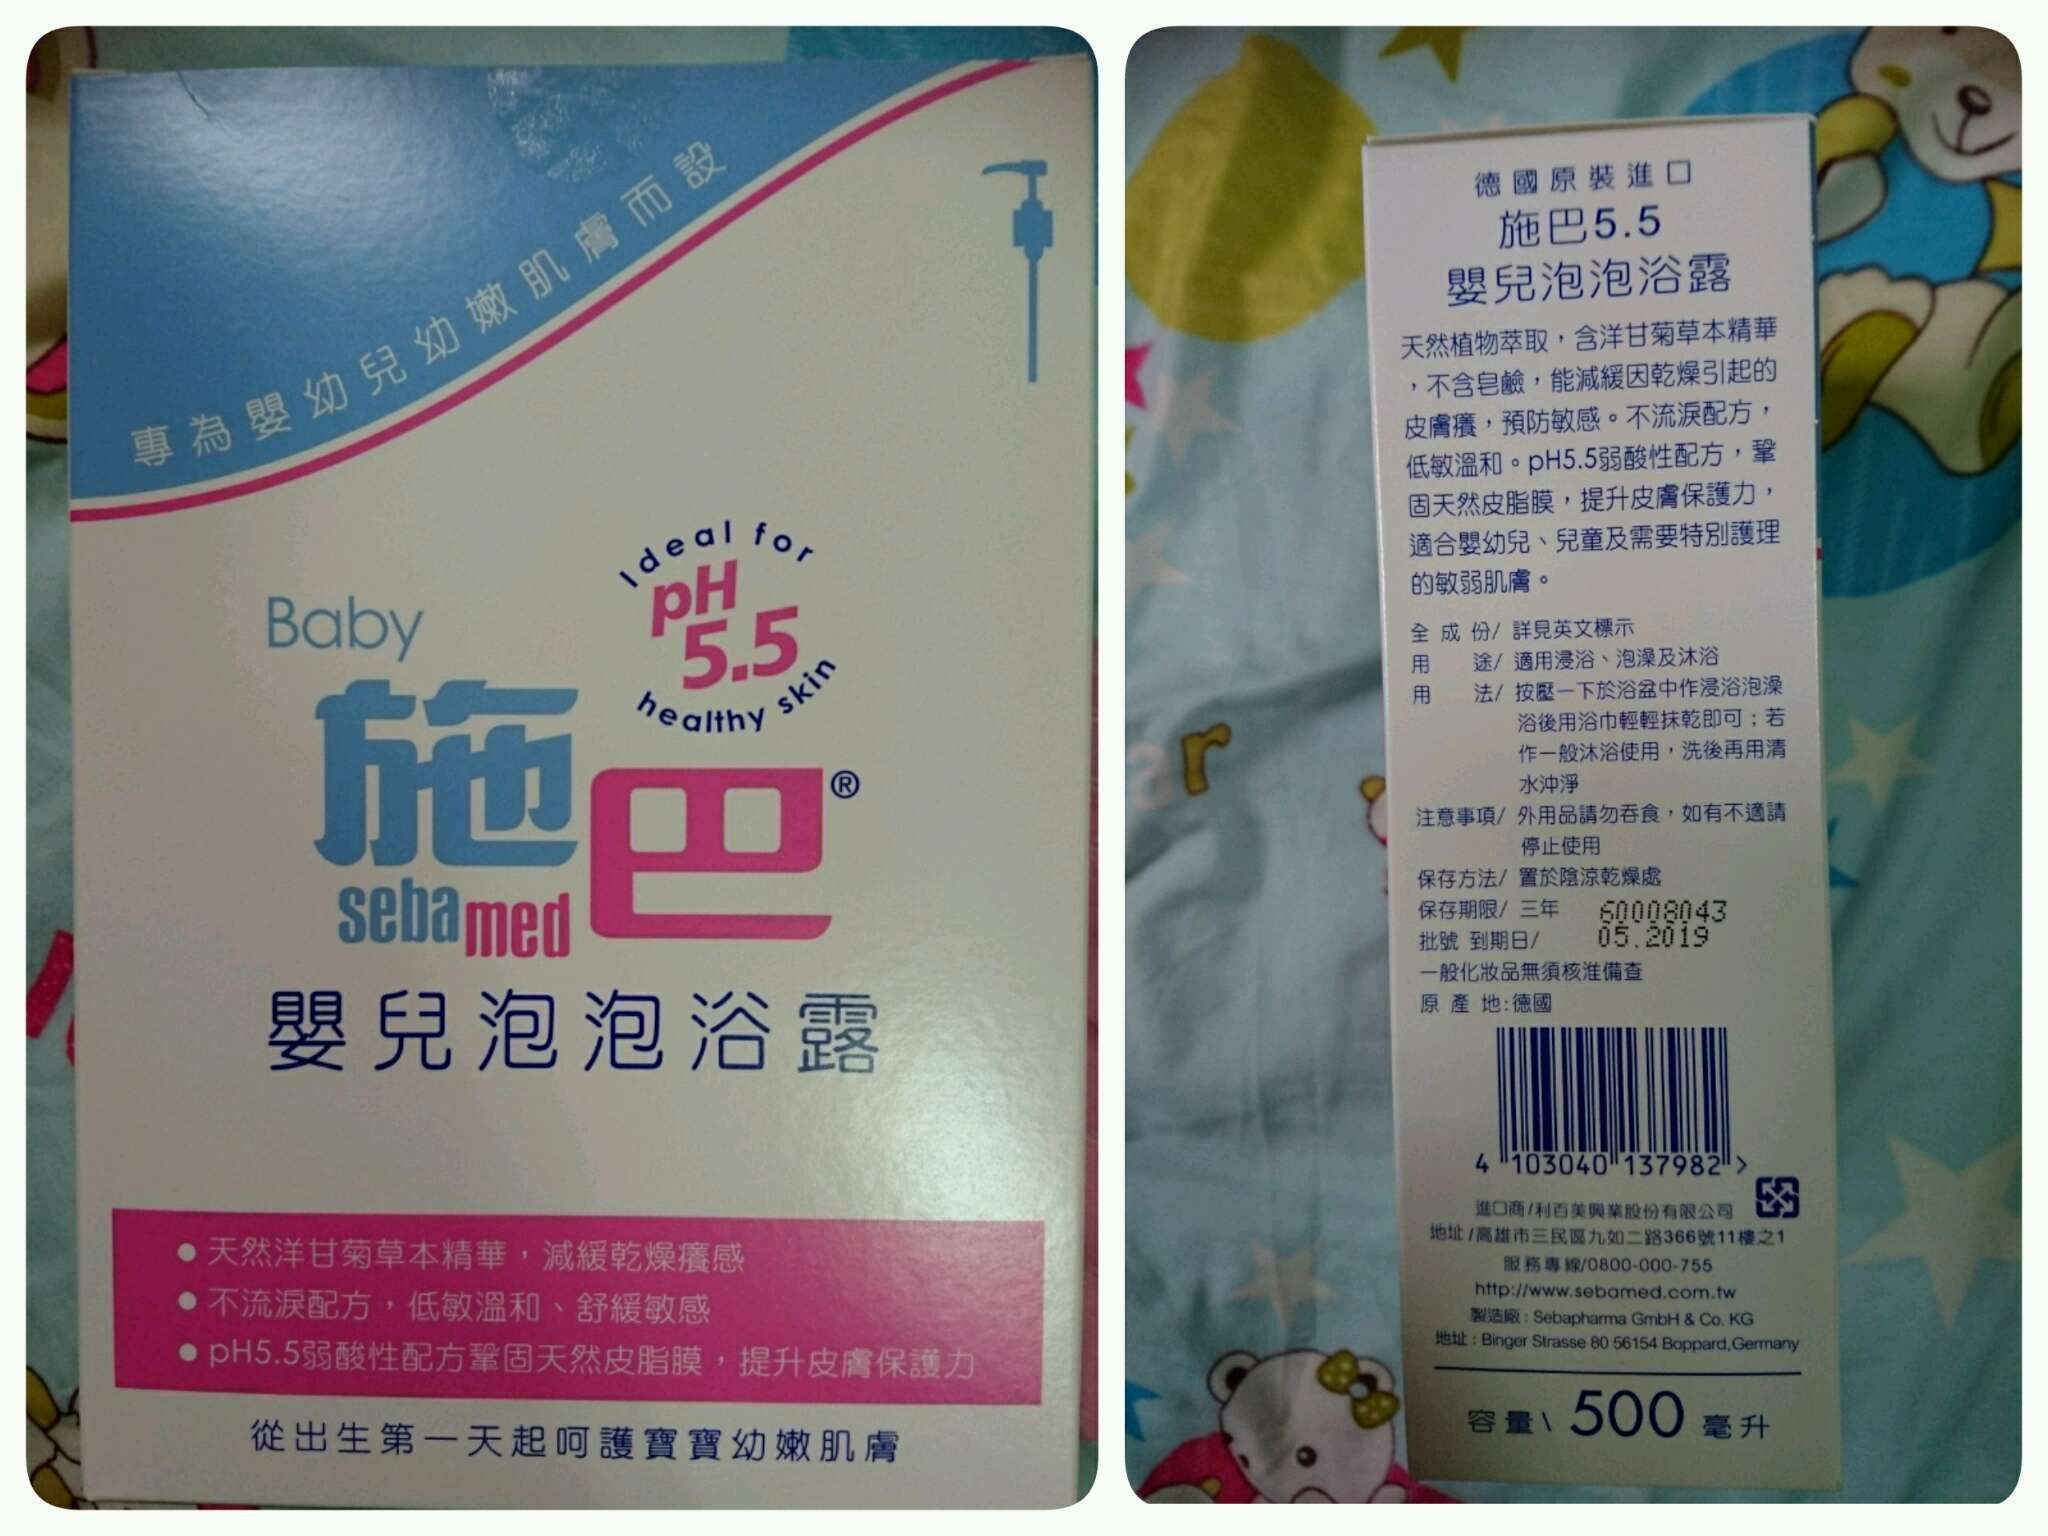 專為嬰幼兒幼嫩肌膚而設
Baby
Ideal for
pH
5.5
healthy skin
施巴®
sebamed
嬰兒泡泡浴露
● 天然洋甘菊草本精華，減緩乾燥癢感
● 不流淚配方，低敏溫和、舒緩敏感
● pH5.5弱酸性配方鞏固天然皮脂膜，提升皮膚保護力
從出生第一天起呵護寶寶幼嫩肌膚
德國原裝進口
施巴5.5
嬰兒泡泡浴露
天然植物萃取，含洋甘菊草本精華
，不含皂鹼，能減緩因乾燥引起的
皮膚癢，預防敏感。不流淚配方，
低敏溫和。pH5.5弱酸性配方，鞏
固天然皮脂膜，提升皮膚保護力，
適合嬰幼兒、兒童及需要特別護理
的敏弱肌膚。
全成份/ 詳見英文標示
用途/ 適用浸浴、泡澡及沐浴
用法/ 按壓一下於浴盆中作浸浴泡澡
浴後用浴巾輕輕抹乾即可；若
作一般沐浴使用，洗後再用清
水沖淨
注意事項/ 外用品請勿吞食，如有不適請
停止使用
保存方法/ 置於陰涼乾燥處
保存期限/ 三年 60008043
批號 到期日/ 05.2019
一般化妝品無須核准備查
原產地:德國
4 103040 137982 >
進口商/利百美興業股份有限公司
地址/高雄市三民區九如二路366號11樓之1
服務專線/0800-000-755
http://www.sebamed.com.tw
製造廠：Sebapharma GmbH & Co. KG
地址：Binger Strasse 80 56154 Boppard,Germany
容量\ 500 毫升